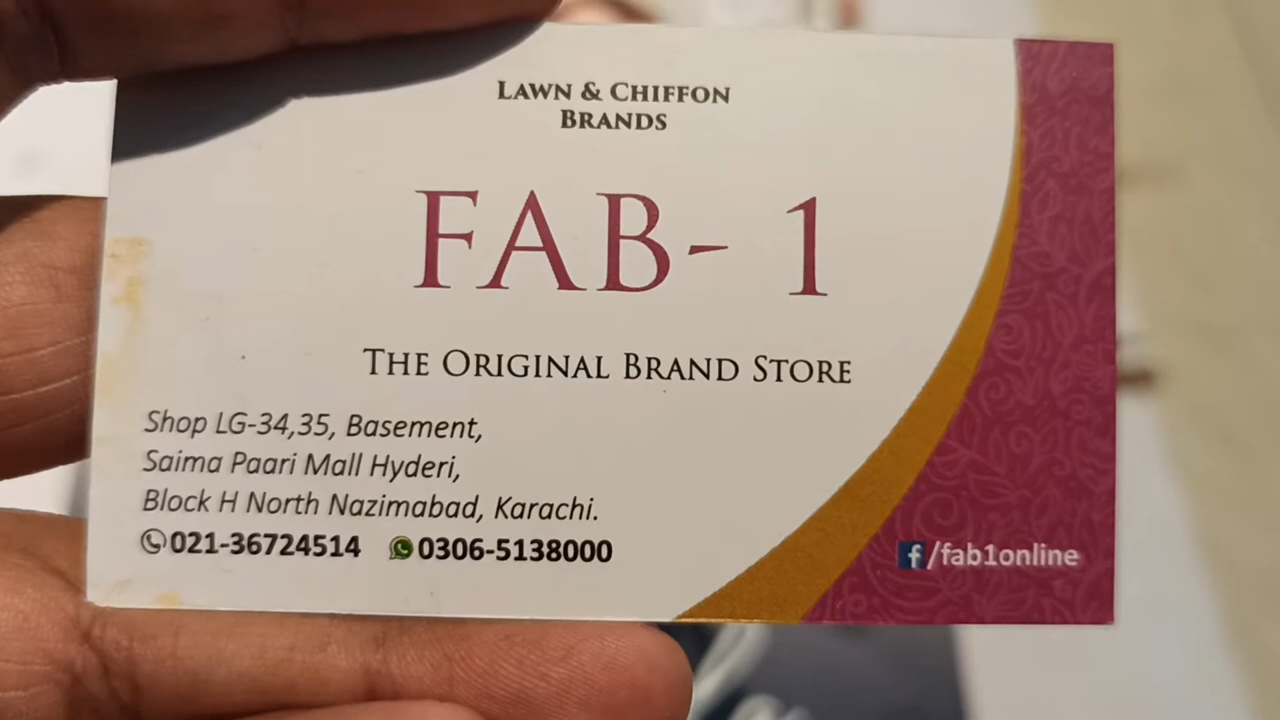 LAWN & CHIFFON
BRANDS
FAB- 1
THE ORIGINAL BRAND STORE
Shop LG-34,35, Basement,
Saima Paari Mall Hyderi,
Block H North Nazimabad, Karachi.
021-36724514 0306-5138000
f/fab1online